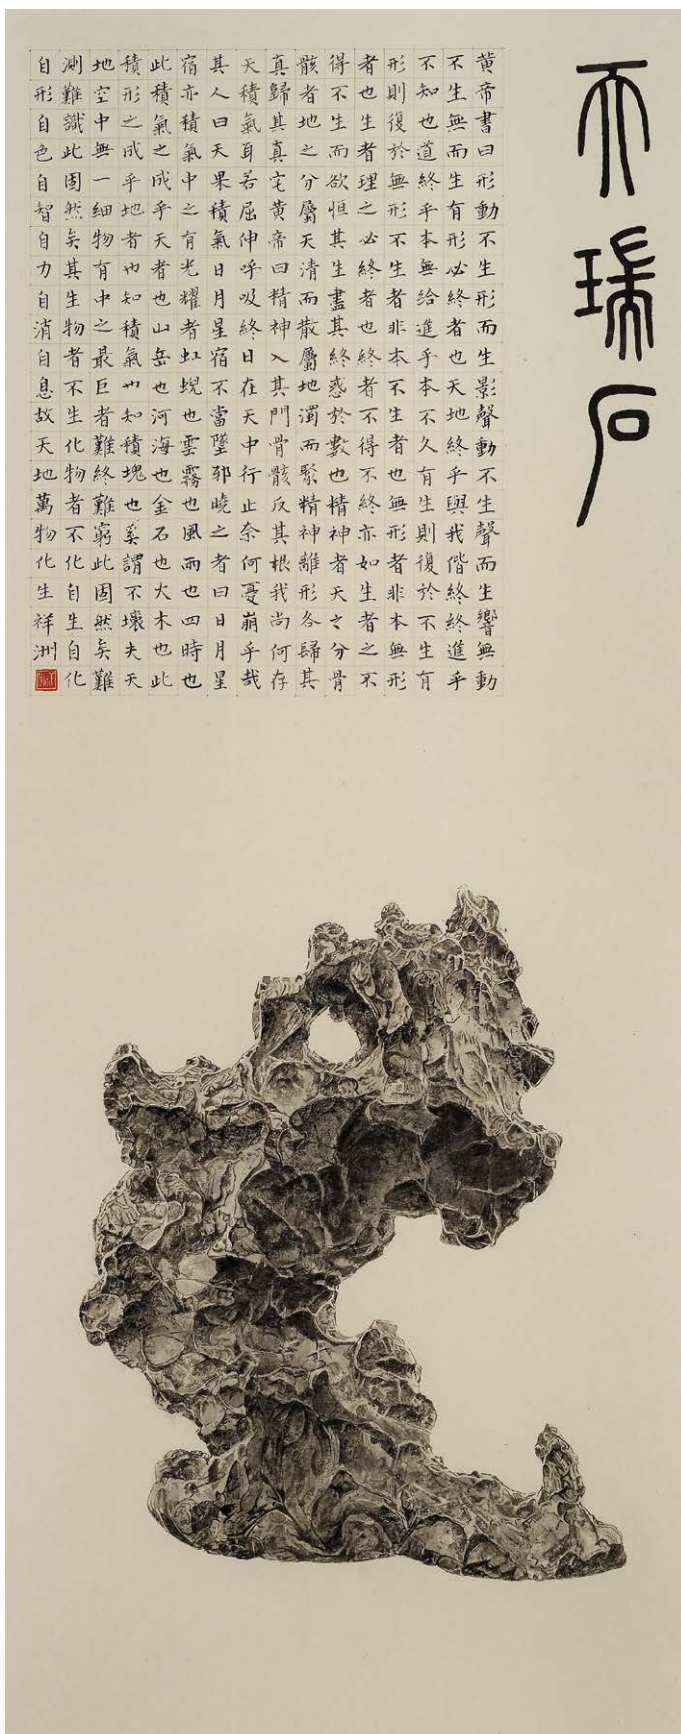 天瑞石
黄帝書曰形動不生形而生影聲動不生聲而生響無動
不生無而生有形必終者也天地終乎與我偕終終進乎
不知也道終乎本無給進乎本不久有生則復於不生有
形則復於無形不生者非本不生者也無形者非本無形
者也生者理之必終者也終者不得不終亦如生者之不
得不生而欲恒其生盡其終惑於數也精神者天之分骨
骸者地之分屬天清而散屬地濁而聚精神離形各歸其
真歸其真宅黄帝曰精神入其門骨骸反其根我尚何存
天積氣耳若屈伸呼吸終日在天中行止奈何憂崩乎哉
其人曰天果積氣日月星宿不當墜邪曉之者曰日月星
宿亦積氣中之有光耀者虹蜺也雲霧也風雨也四時也
此積氣之成乎天者也山岳也河海也金石也火木也此
積形之成乎地者也知積氣也知積塊也奚謂不壞夫天
地空中無一細物有中之最巨者難終難窮此固然矣難
測難識此固然矣其生物者不生化物者不化自生自化
自形自色自智自力自消自息故天地萬物化生祥洲